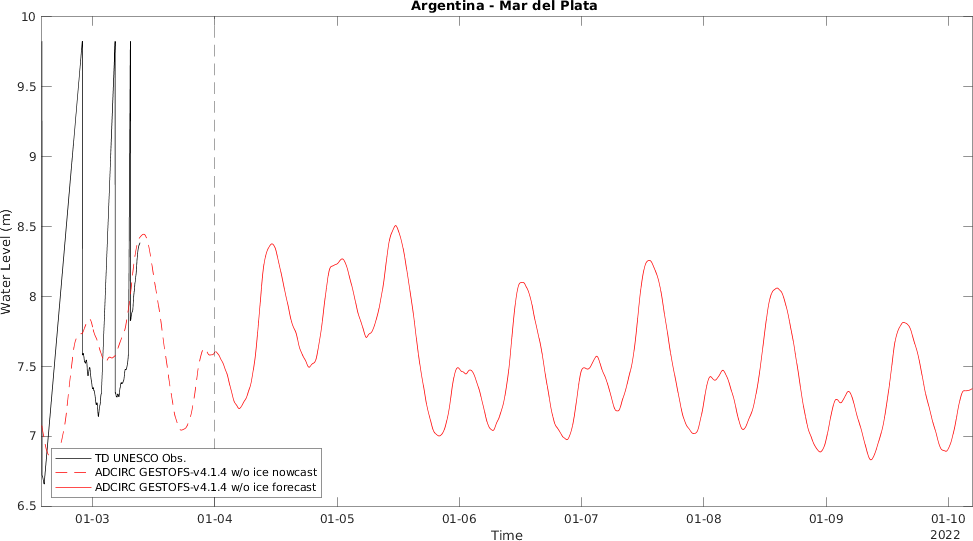 Argentina - Mar del Plata
Water Level (m)
10
9.5
9
8.5
8
7.5
7
6.5
TD UNESCO Obs.
ADCIRC GESTOFS-v4.1.4 w/o ice nowcast
ADCIRC GESTOFS-v4.1.4 w/o ice forecast
01-03 01-04 01-05 01-06 01-07 01-08 01-09 01-10
Time
2022